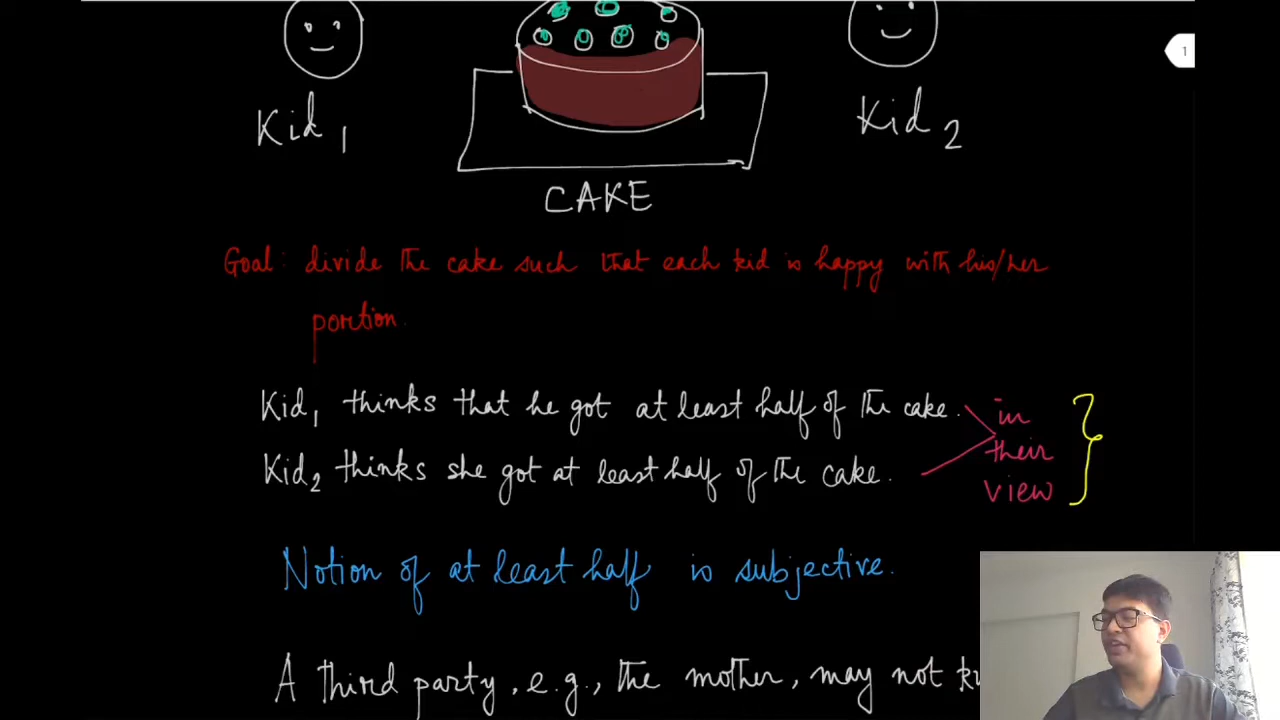 1
Kid 1
Kid 2
CAKE
Goal: divide the cake such that each kid is happy with his/her
portion.
Kid1 thinks that he got at least half of the cake.
in
their
view
Kid2 thinks she got at least half of the cake.
Notion of at least half is subjective.
A third party, e.g., the mother, may not